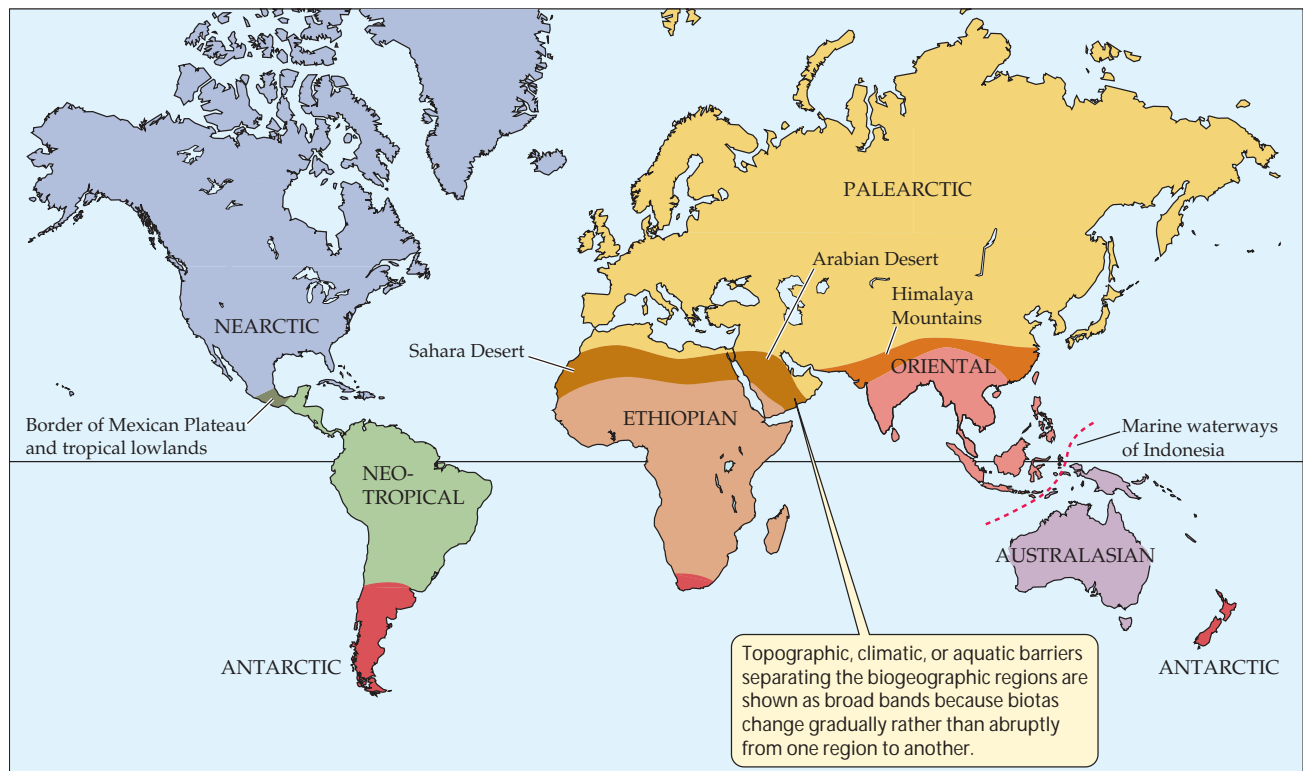 PALEARCTIC
Arabian Desert
Himalaya
Mountains
NEARCTIC
Sahara Desert
ORIENTAL
Border of Mexican Plateau
and tropical lowlands
ETHIOPIAN
Marine waterways
of Indonesia
NEO-
TROPICAL
AUSTRALASIAN
ANTARCTIC
ANTARCTIC
Topographic, climatic, or aquatic barriers
separating the biogeographic regions are
shown as broad bands because biotas
change gradually rather than abruptly
from one region to another.